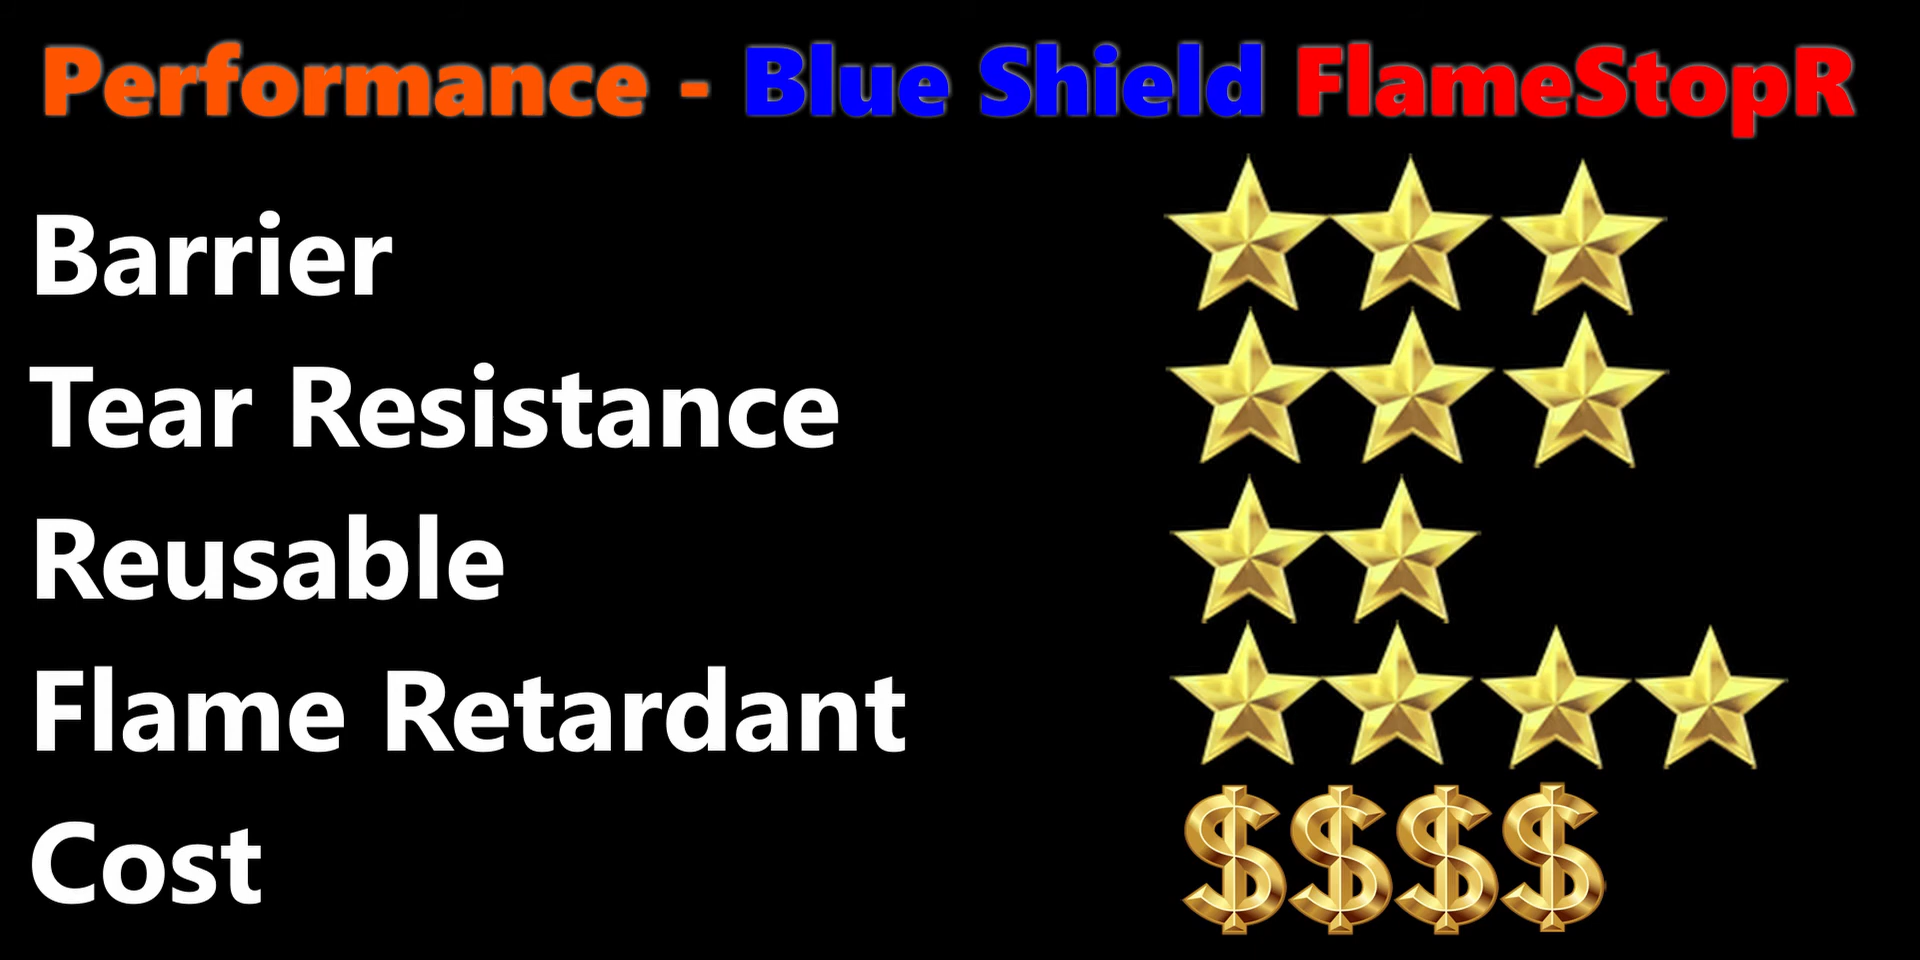 Performance - Blue Shield FlameStopR
Barrier
Tear Resistance
Reusable
Flame Retardant
Cost $$$$